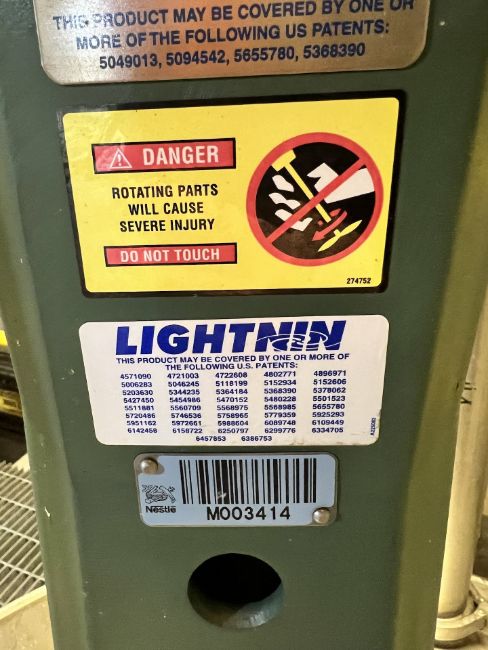 THIS PRODUCT MAY BE COVERED BY ONE OR
MORE OF THE FOLLOWING US PATENTS:
5049013, 5094542, 5655780, 5368390
DANGER
ROTATING PARTS
WILL CAUSE
SEVERE INJURY
DO NOT TOUCH
274752
LIGHTNIN
THIS PRODUCT MAY BE COVERED BY ONE OR MORE OF
THE FOLLOWING U.S. PATENTS:
4571090 4721003 4722608 4802771 4896971
5006283 5046245 5118199 5152934 5152606
5203630 5344235 5364184 5368390 5378062
5427450 5454986 5470152 5480228 5501523
5511881 5560709 5568975 5568985 5655780
5720486 5746536 5758965 5779359 5925293
5951162 5972661 5988604 6089748 6109449
6142458 6158722 6250797 6299776 6334705
6457853 6386753
Nestlé
M003414